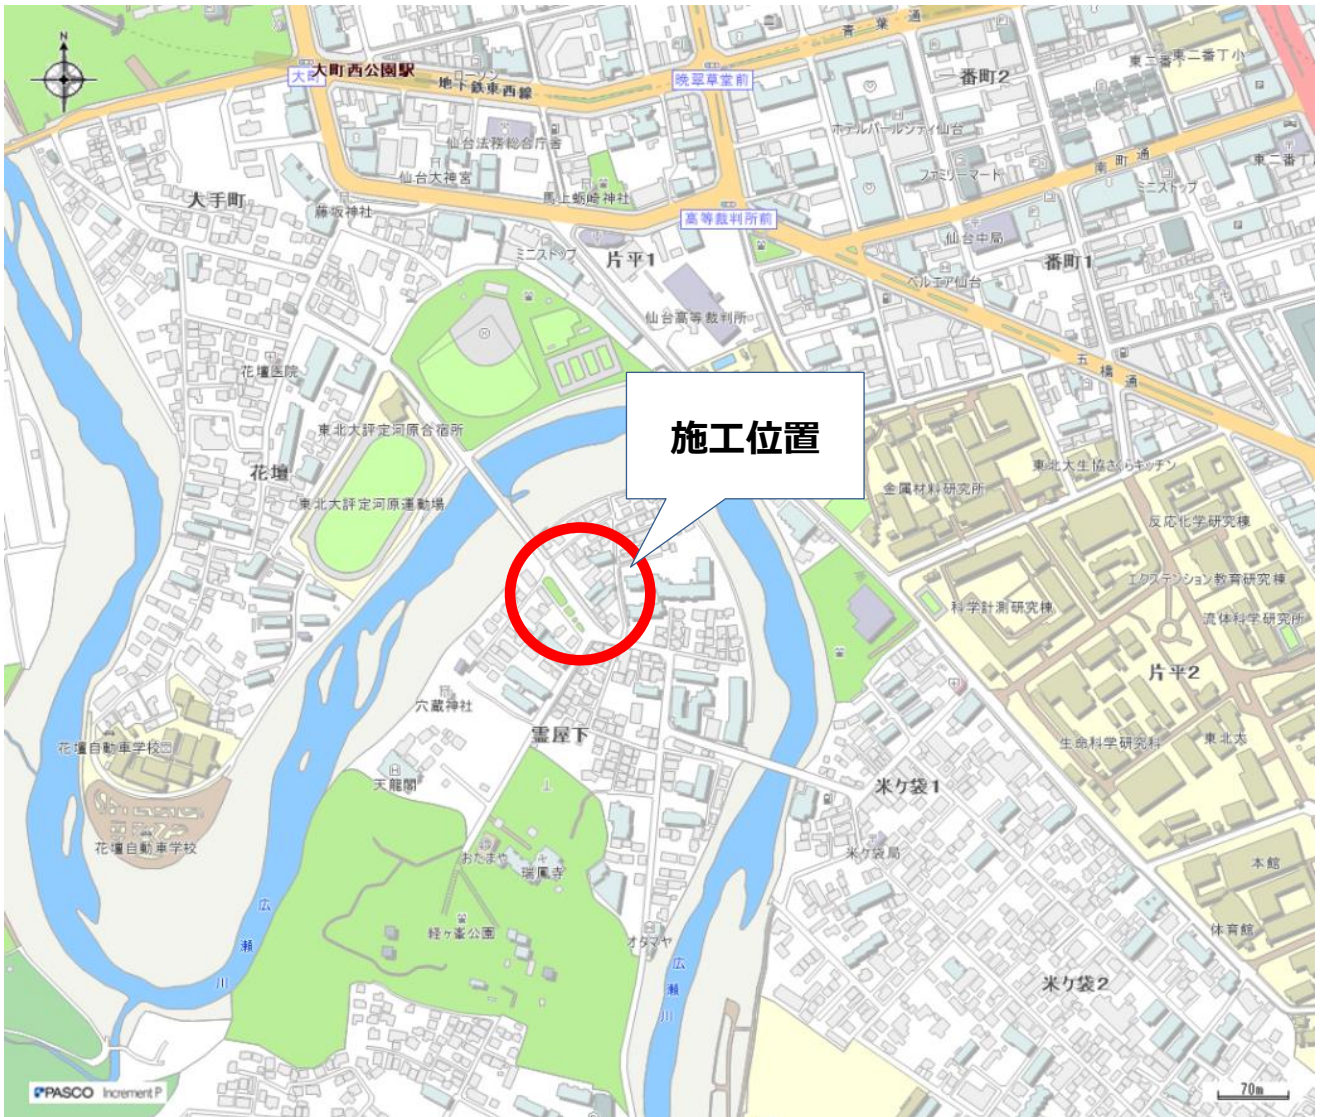 N
青葉通
大町
大町西公園駅
ローソン
地下鉄東西線
晩翠草堂前
一番町2
東二番丁
東二番丁小
仙台法務総合庁舎
ホテルパールシティ仙台
南町通
東二番丁
仙台大神宮
馬上蛎崎神社
ファミリーマート
ミニストップ
大手町
藤坂神社
高等裁判所前
仙台中局
ミニストップ
片平1
一番町1
ベルエア仙台
仙台高等裁判所
五橋通
花壇医院
施工位置
東北大評定河原合宿所
花壇
東北大生協さくらキッチン
金属材料研究所
東北大評定河原運動場
反応化学研究棟
エクステンション教育研究棟
科学計測研究棟
流体科学研究所
片平2
穴蔵神社
霊屋下
花壇自動車学校
生命科学研究科
東北大
天龍閣
米ケ袋1
花壇自動車学校
おたまや
瑞鳳寺
米ケ袋局
本館
広瀬川
経ヶ峯公園
オタマヤ
体育館
広瀬川
米ケ袋2
PASCO Increment P
70m